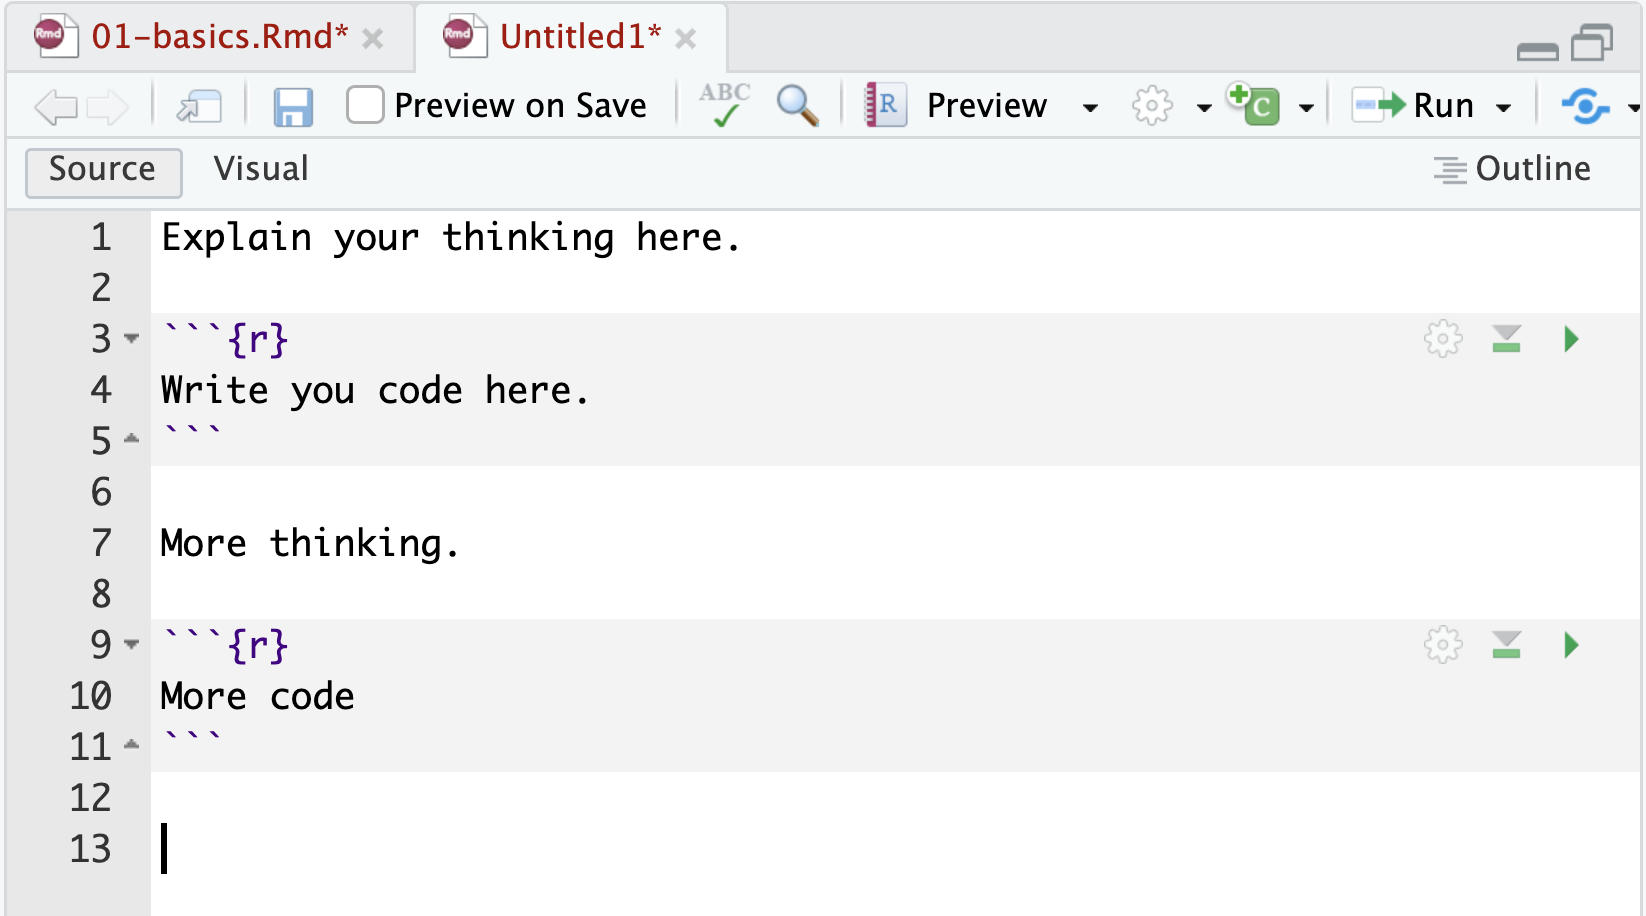 Rmd 01-basics.Rmd* Rmd Untitled1*
Preview on Save ABC R Preview C Run
Source Visual Outline
1 Explain your thinking here.
2
3 ```{r}
4 Write you code here.
5 ```
6
7 More thinking.
8
9 ```{r}
10 More code
11 ```
12
13